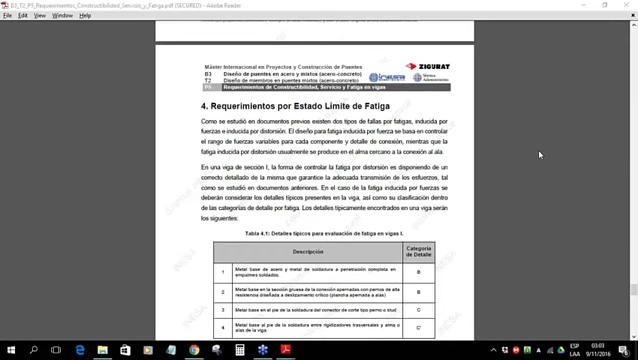 B3_T2_P5_Requerimientos_Constructibilidad_Servicio_y_Fatiga.pdf (SECURED) - Adobe Reader
File Edit View Window Help
Máster Internacional en Proyectos y Construcción de Puentes
B3 Diseño de puentes en acero y mixtos (acero-concreto)
T2 Diseño de miembros en puentes mixtos (acero-concreto)
P5 Requerimientos de Constructibilidad, Servicio y Fatiga en vigas
inesa
ZIGURAT
4. Requerimientos por Estado Límite de Fatiga
Como se estudió en documentos previos existen dos tipos de fallas por fatigas, inducida por
fuerzas e inducida por distorsión. El diseño para fatiga inducida por fuerza se basa en controlar
el rango de fuerzas variables para cada componente y detalle de conexión, mientras que la
fatiga inducida por distorsión usualmente se produce en el alma cercano a la conexión al ala.
En una viga de sección I, la forma de controlar la fatiga por distorsión es disponiendo de un
correcto detallado de la misma que garantice la adecuada transmisión de los esfuerzos, tal
como se estudió en documentos anteriores. En el caso de la fatiga inducida por fuerzas se
deberán considerar los detalles típicos presentes en la viga, así como su clasificación dentro
de las categorías de detalle por fatiga. Los detalles típicamente encontrados en una viga serán
los siguientes:
Tabla 4.1: Detalles típicos para evaluación de fatiga en vigas I.
Descripción
Categoría
de Detalle
1 Metal base de acero y metal de soldadura a penetración completa en
empalmes soldados. B
2 Metal base en la sección gruesa de la conexión apernadas con pernos de alta
resistencia diseñada a deslizamiento crítico (plancha apernada a alas) B
3 Metal base en el pie de la soldadura del conector de corte tipo perno o stud C
4 Metal base al pie de la soldadura entre rigidizadores trasversales y alma o
alas de la viga. C'
INESA
ESP
LAA
03:03
9/11/2016